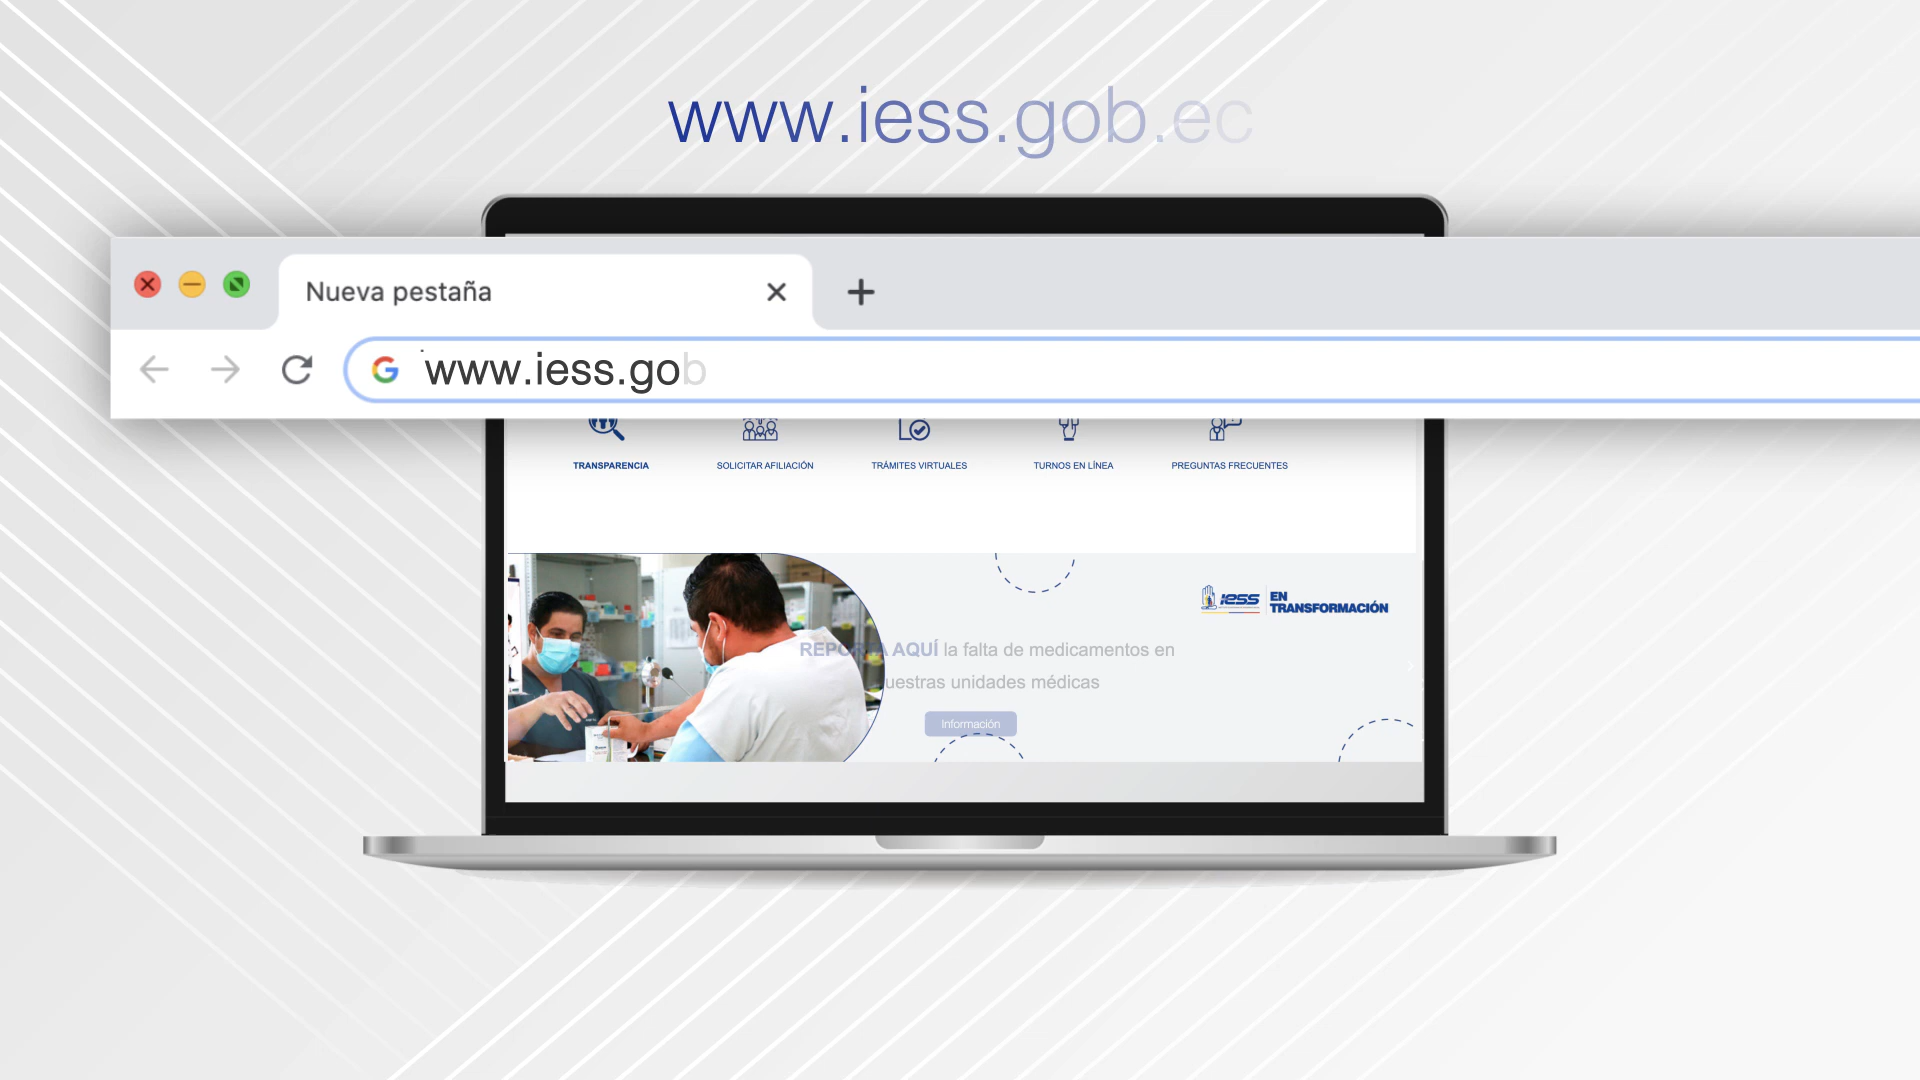 www.iess.gob.ec
Nueva pestaña
www.iess.gob
TRANSPARENCIA
SOLICITAR AFILIACIÓN
TRÁMITES VIRTUALES
TURNOS EN LÍNEA
PREGUNTAS FRECUENTES
iess
EN
TRANSFORMACIÓN
AQUÍ la falta de medicamentos en
unidades médicas
Información